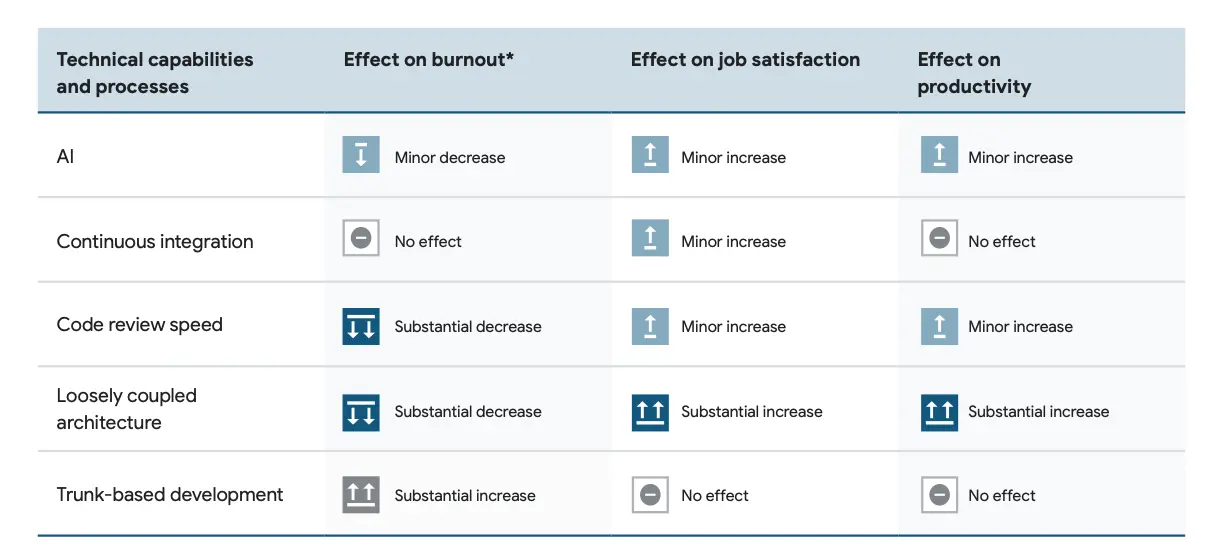 Technical capabilities
and processes
Effect on burnout*
Effect on job satisfaction
Effect on
productivity
AI
Minor decrease
Minor increase
Minor increase
Continuous integration
No effect
Minor increase
No effect
Code review speed
Substantial decrease
Minor increase
Minor increase
Loosely coupled
architecture
Substantial decrease
Substantial increase
Substantial increase
Trunk-based development
Substantial increase
No effect
No effect